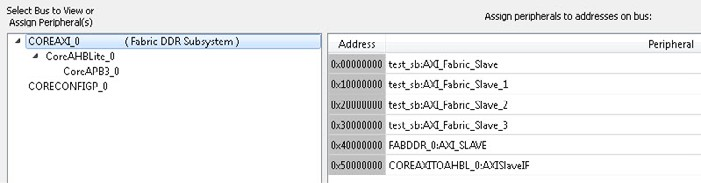 Select Bus to View or
Assign Peripheral(s)
COREAXI_0 ( Fabric DDR Subsystem )
CoreAHBLite_0
CoreAPB3_0
CORECONFIGP_0
Assign peripherals to addresses on bus:
Address Peripheral
0x00000000 test_sb:AXI_Fabric_Slave
0x10000000 test_sb:AXI_Fabric_Slave_1
0x20000000 test_sb:AXI_Fabric_Slave_2
0x30000000 test_sb:AXI_Fabric_Slave_3
0x40000000 FABDDR_0:AXI_SLAVE
0x50000000 COREAXITOAHBL_0:AXISlaveIF